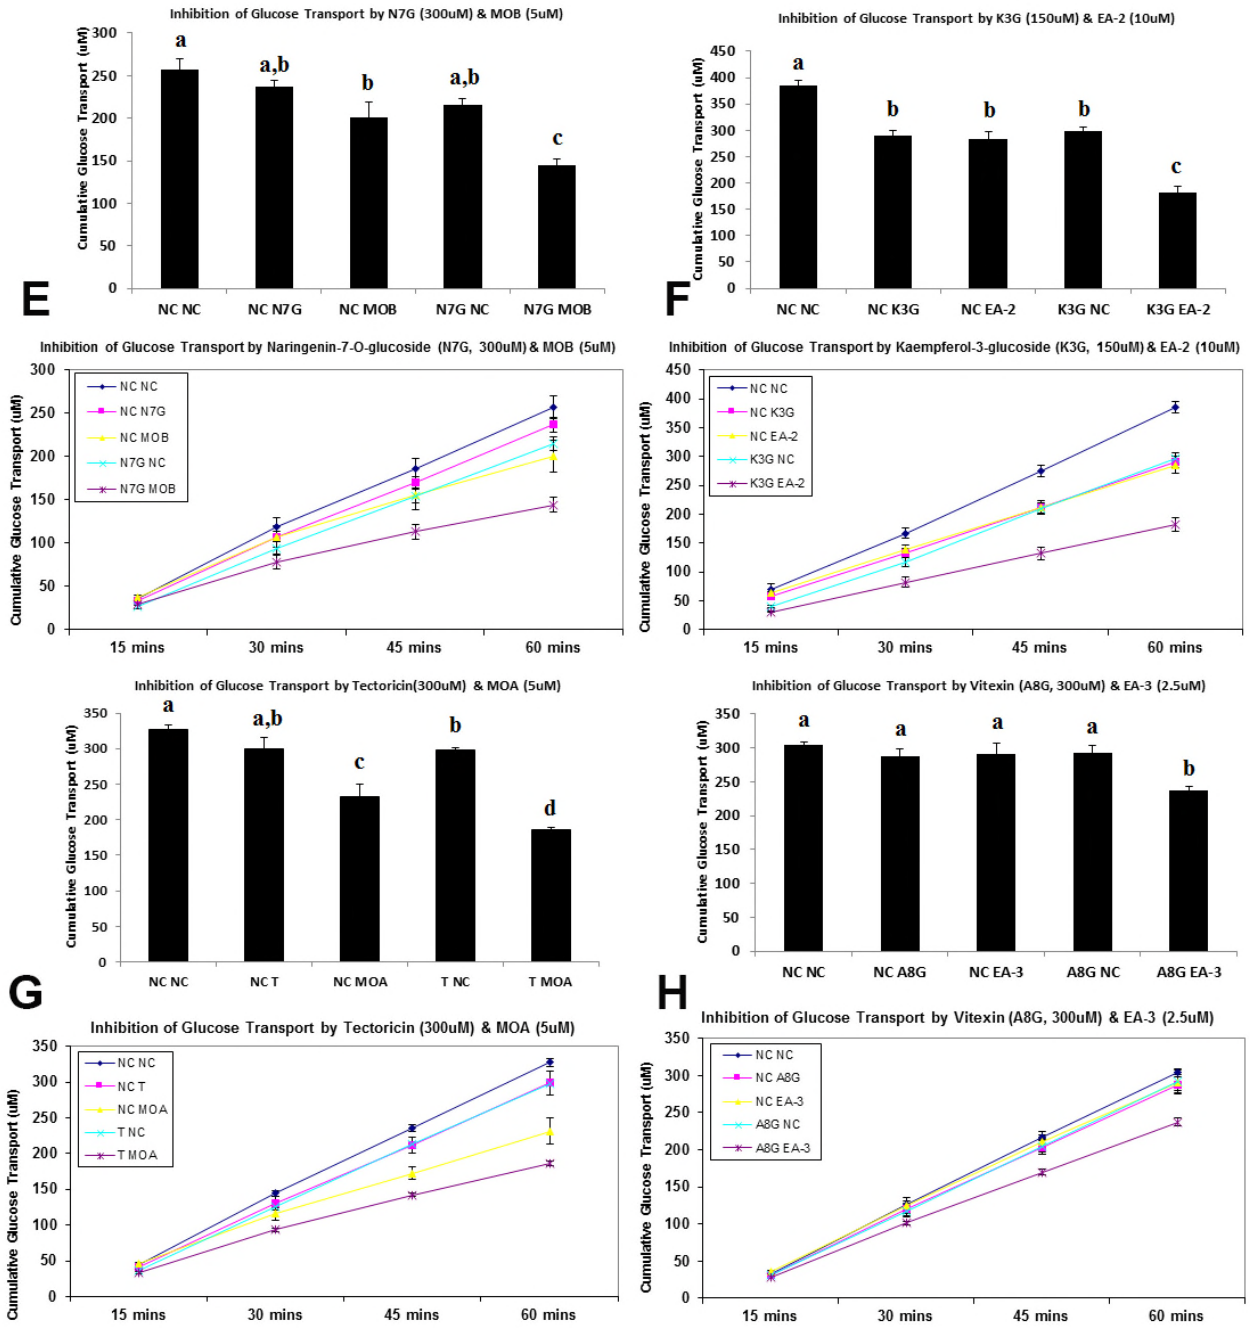 Inhibition of Glucose Transport by N7G (300uM) & MOB (5uM)
Cumulative Glucose Transport (uM)
300
250
200
150
100
50
0
a
a,b
b
a,b
c
NC NC
NC N7G
NC MOB
N7G NC
N7G MOB
E
Inhibition of Glucose Transport by K3G (150uM) & EA-2 (10uM)
Cumulative Glucose Transport (uM)
450
400
350
300
250
200
150
100
50
0
a
b
b
b
c
NC NC
NC K3G
NC EA-2
K3G NC
K3G EA-2
F
Inhibition of Glucose Transport by Naringenin-7-O-glucoside (N7G, 300uM) & MOB (5uM)
Cumulative Glucose Transport (uM)
300
250
200
150
100
50
0
NC NC
NC N7G
NC MOB
N7G NC
N7G MOB
15 mins
30 mins
45 mins
60 mins
Inhibition of Glucose Transport by Kaempferol-3-glucoside (K3G, 150uM) & EA-2 (10uM)
Cumulative Glucose Transport (uM)
450
400
350
300
250
200
150
100
50
0
NC NC
NC K3G
NC EA-2
K3G NC
K3G EA-2
15 mins
30 mins
45 mins
60 mins
Inhibition of Glucose Transport by Tectoricin(300uM) & MOA (5uM)
Cumulative Glucose Transport (uM)
350
300
250
200
150
100
50
0
a
a,b
c
b
d
NC NC
NC T
NC MOA
T NC
T MOA
G
Inhibition of Glucose Transport by Vitexin (A8G, 300uM) & EA-3 (2.5uM)
Cumulative Glucose Transport (uM)
350
300
250
200
150
100
50
0
a
a
a
a
b
NC NC
NC A8G
NC EA-3
A8G NC
A8G EA-3
H
Inhibition of Glucose Transport by Tectoricin (300uM) & MOA (5uM)
Cumulative Glucose Transport (uM)
350
300
250
200
150
100
50
0
NC NC
NC T
NC MOA
T NC
T MOA
15 mins
30 mins
45 mins
60 mins
Inhibition of Glucose Transport by Vitexin (A8G, 300uM) & EA-3 (2.5uM)
Cumulative Glucose Transport (uM)
350
300
250
200
150
100
50
0
NC NC
NC A8G
NC EA-3
A8G NC
A8G EA-3
15 mins
30 mins
45 mins
60 mins